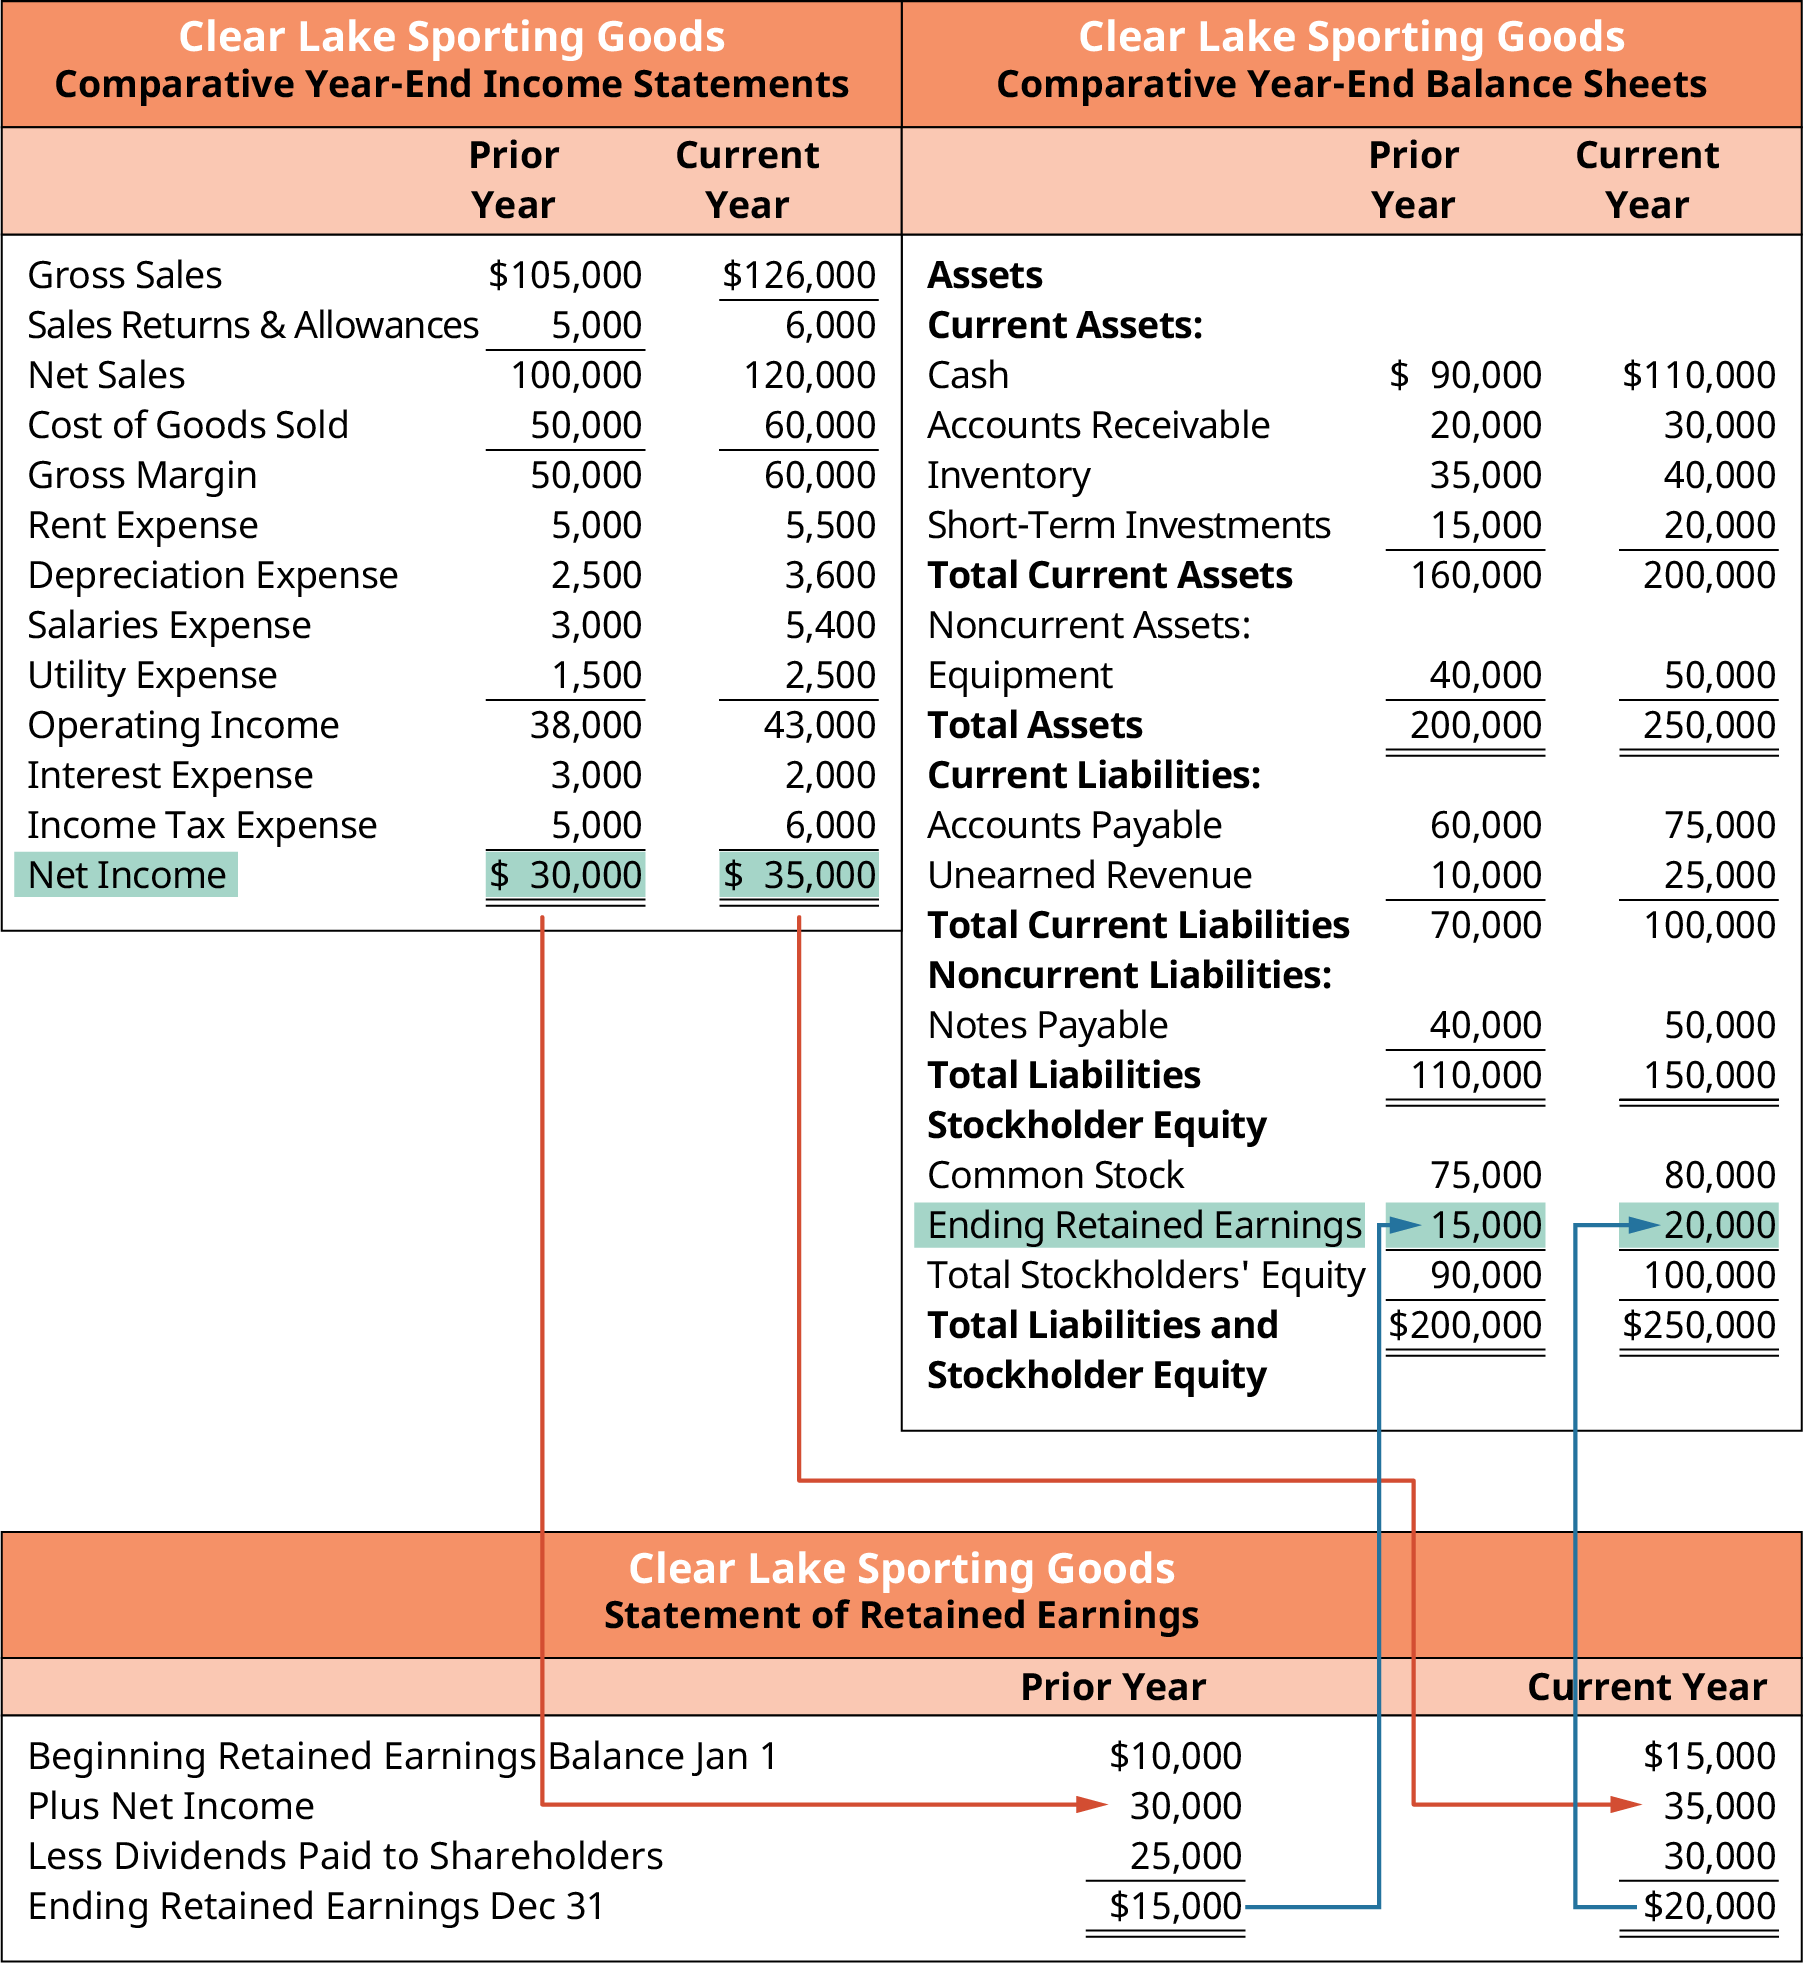 Clear Lake Sporting Goods
Comparative Year-End Income Statements
Prior Current
Year Year
Gross Sales $105,000 $126,000
Sales Returns & Allowances 5,000 6,000
Net Sales 100,000 120,000
Cost of Goods Sold 50,000 60,000
Gross Margin 50,000 60,000
Rent Expense 5,000 5,500
Depreciation Expense 2,500 3,600
Salaries Expense 3,000 5,400
Utility Expense 1,500 2,500
Operating Income 38,000 43,000
Interest Expense 3,000 2,000
Income Tax Expense 5,000 6,000
Net Income $ 30,000 $ 35,000
Clear Lake Sporting Goods
Comparative Year-End Balance Sheets
Prior Current
Year Year
Assets
Current Assets:
Cash $ 90,000 $110,000
Accounts Receivable 20,000 30,000
Inventory 35,000 40,000
Short-Term Investments 15,000 20,000
Total Current Assets 160,000 200,000
Noncurrent Assets:
Equipment 40,000 50,000
Total Assets 200,000 250,000
Current Liabilities:
Accounts Payable 60,000 75,000
Unearned Revenue 10,000 25,000
Total Current Liabilities 70,000 100,000
Noncurrent Liabilities:
Notes Payable 40,000 50,000
Total Liabilities 110,000 150,000
Stockholder Equity
Common Stock 75,000 80,000
Ending Retained Earnings 15,000 20,000
Total Stockholders' Equity 90,000 100,000
Total Liabilities and $200,000 $250,000
Stockholder Equity
Clear Lake Sporting Goods
Statement of Retained Earnings
Prior Year Current Year
Beginning Retained Earnings Balance Jan 1 $10,000 $15,000
Plus Net Income 30,000 35,000
Less Dividends Paid to Shareholders 25,000 30,000
Ending Retained Earnings Dec 31 $15,000 $20,000